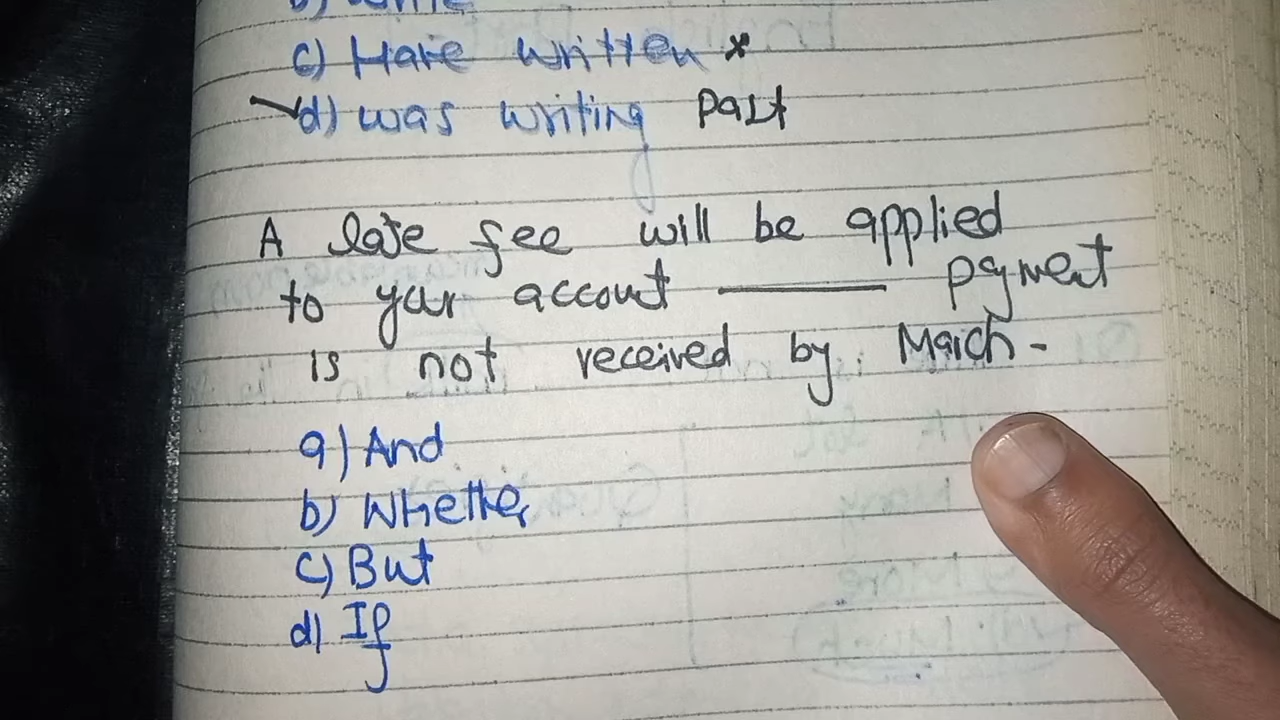 c) Have written x
d) was writing Past
A late fee will be applied
to your account ______ payment
is not received by March-
a) And
b) Whether
c) But
d) If